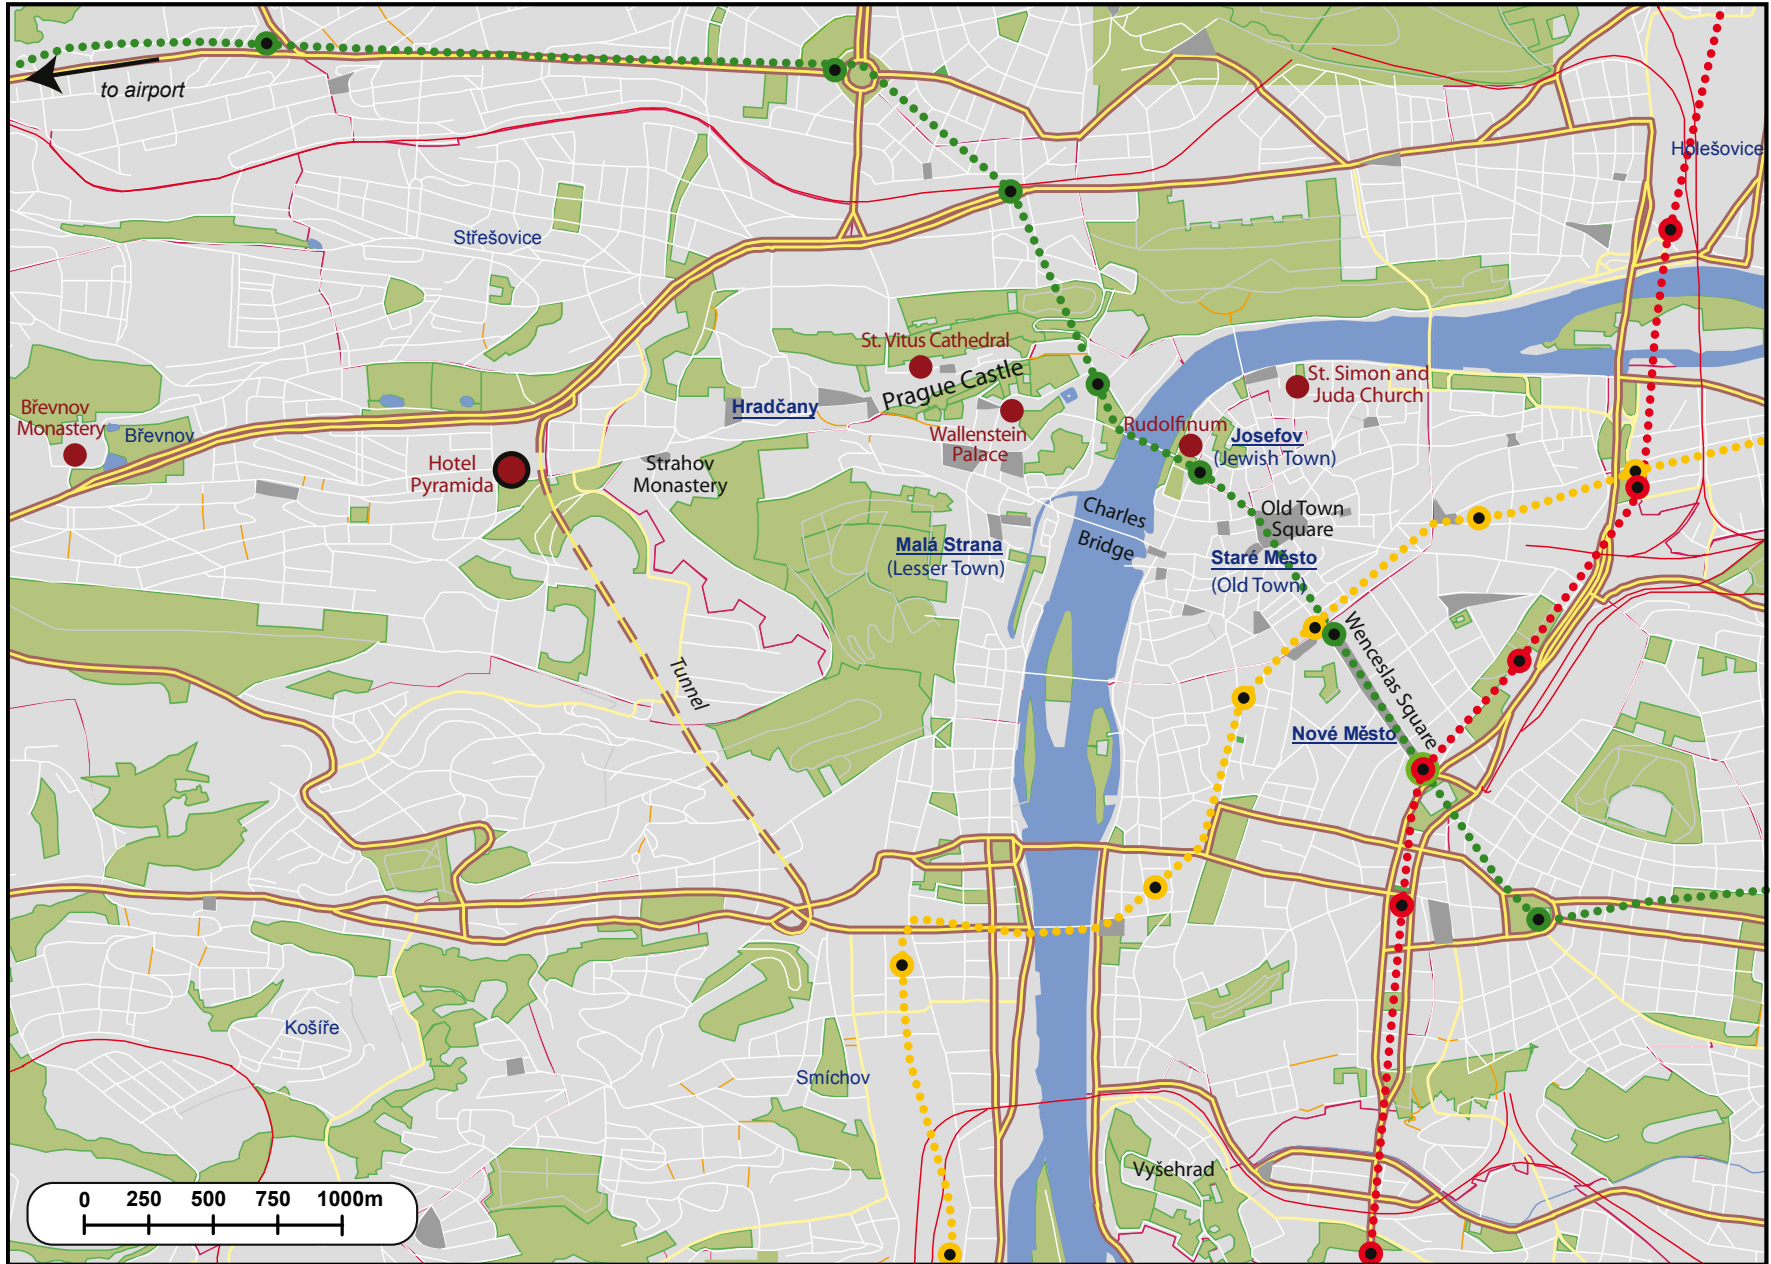 to airport
Holešovice
Střešovice
St. Vitus Cathedral
Prague Castle
St. Simon and
Juda Church
Hradčany
Břevnov
Monastery
Břevnov
Wallenstein
Palace
Rudolfinum
Josefov
(Jewish Town)
Hotel
Pyramida
Strahov
Monastery
Charles
Bridge
Old Town
Square
Malá Strana
(Lesser Town)
Staré Město
(Old Town)
Wenceslas Square
Tunnel
Nové Město
Košíře
Smíchov
Vyšehrad
0 250 500 750 1000m